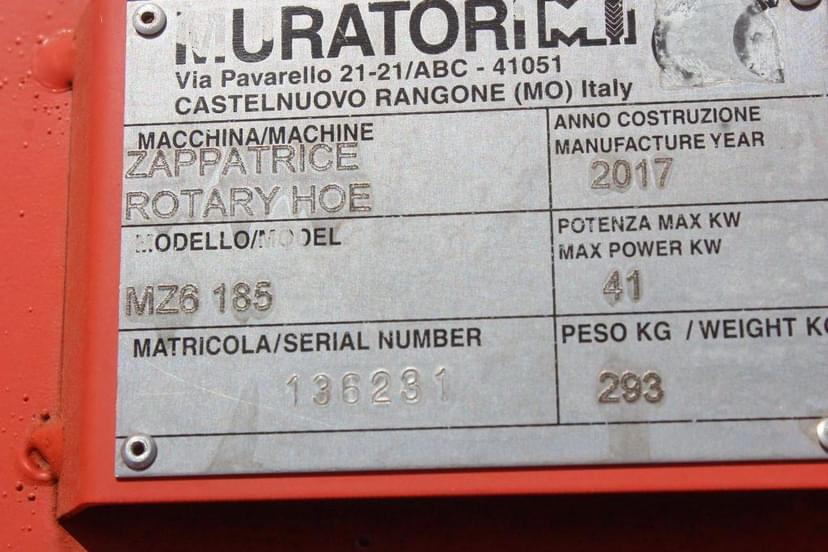 MURATORI
Via Pavarello 21-21/ABC - 41051
CASTELNUOVO RANGONE (MO) Italy
MACCHINA/MACHINE
ZAPPATRICE
ROTARY HOE
ANNO COSTRUZIONE
MANUFACTURE YEAR
2017
MODELLO/MODEL
MZ6 185
POTENZA MAX KW
MAX POWER KW
41
MATRICOLA/SERIAL NUMBER
136231
PESO KG / WEIGHT KG
293